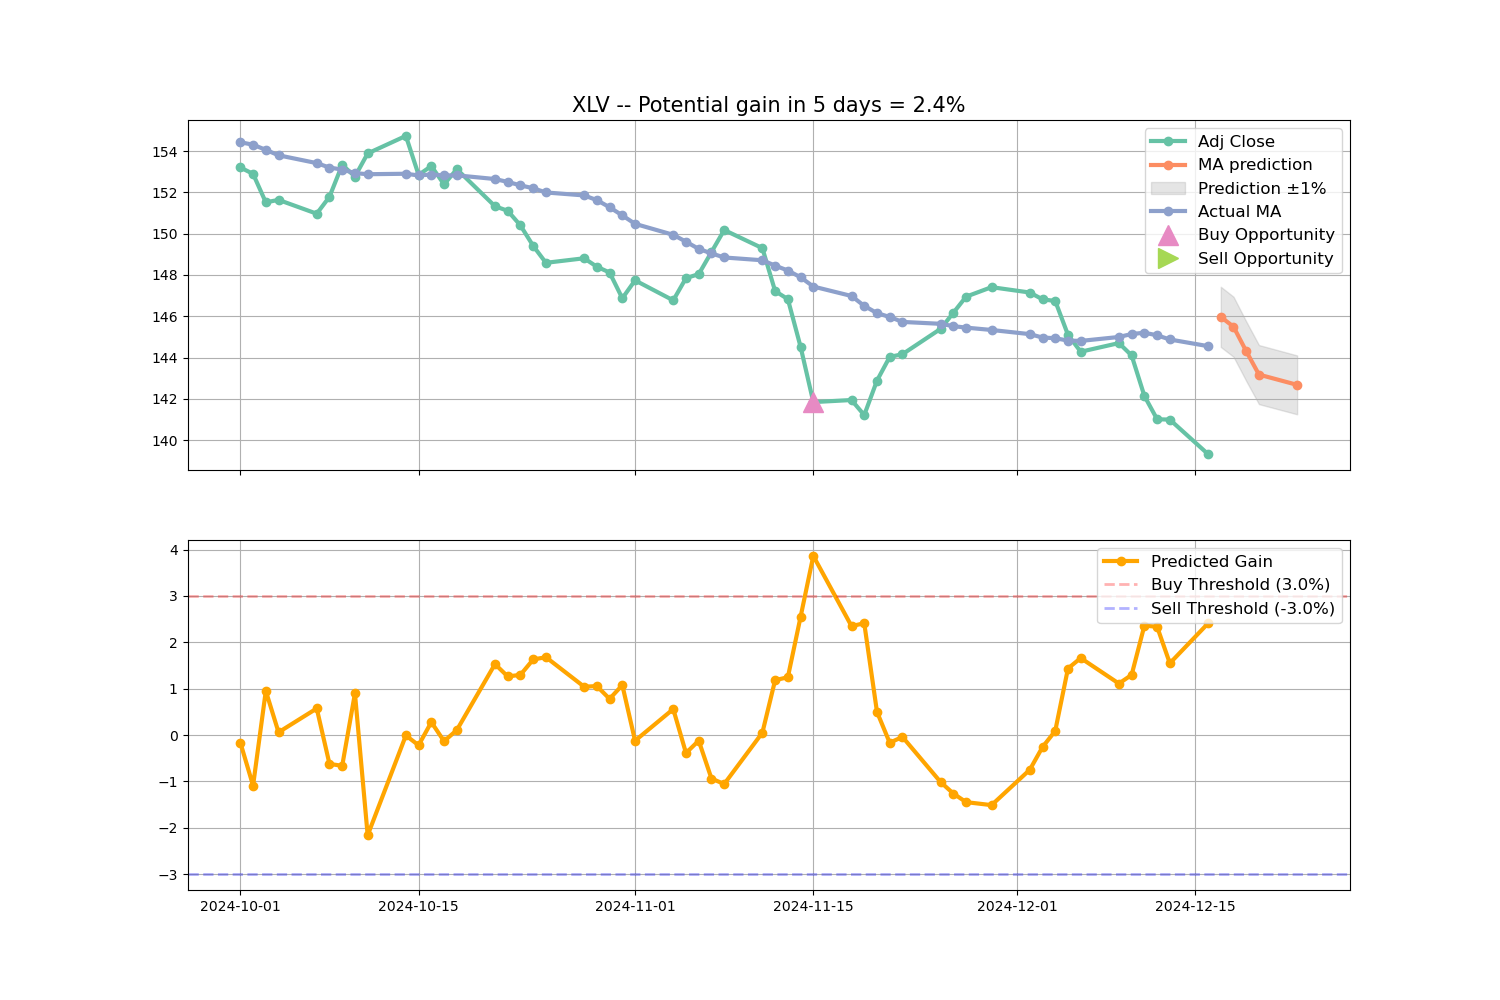 XLV -- Potential gain in 5 days = 2.4%
154
152
150
148
146
144
142
140
Adj Close
MA prediction
Prediction ±1%
Actual MA
Buy Opportunity
Sell Opportunity
4
3
2
1
0
−1
−2
−3
Predicted Gain
Buy Threshold (3.0%)
Sell Threshold (-3.0%)
2024-10-01 2024-10-15 2024-11-01 2024-11-15 2024-12-01 2024-12-15